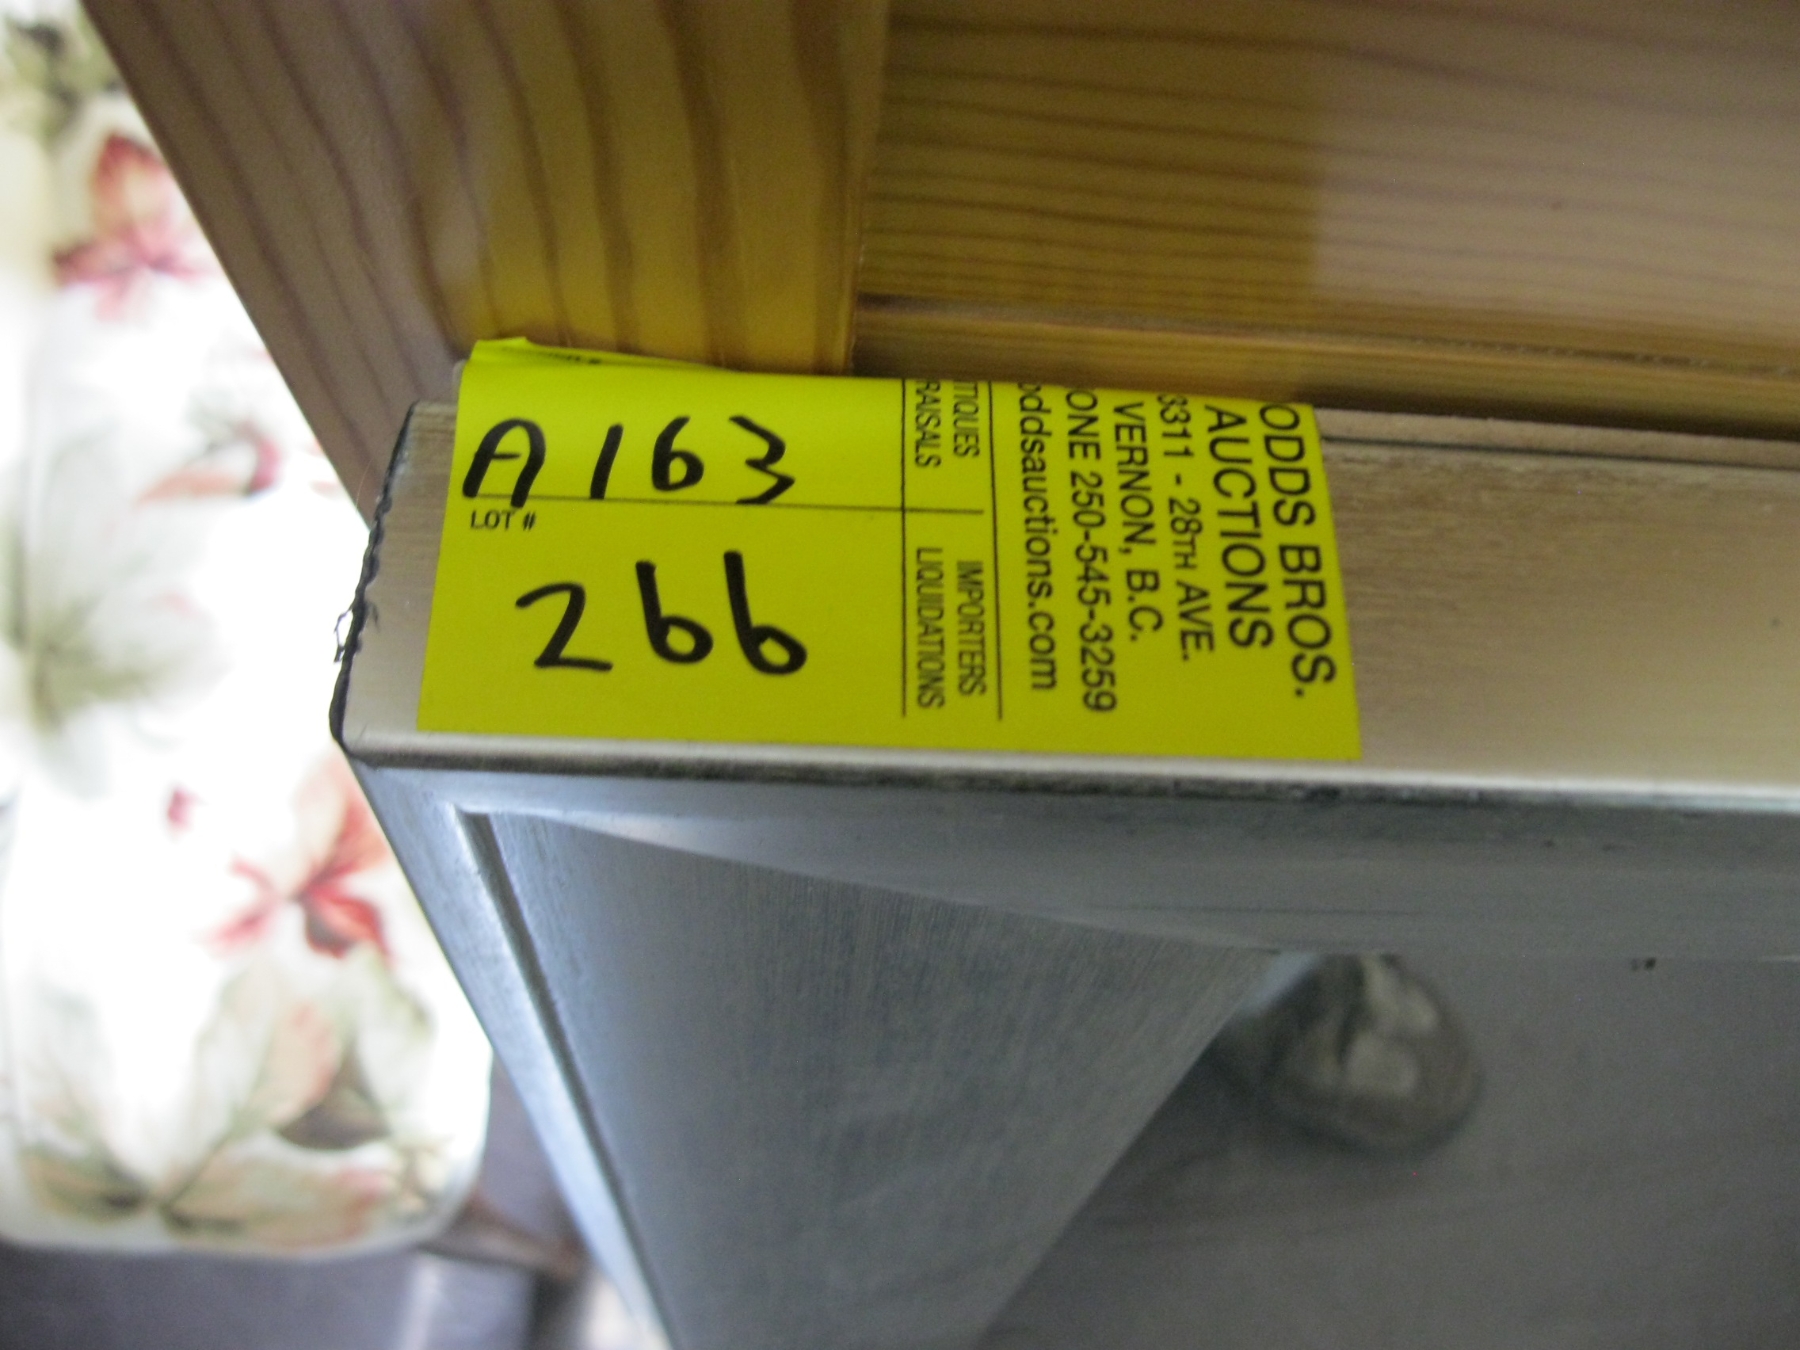 A163
LOT #
266
ODDS BROS.
AUCTIONS
3311 - 28TH AVE.
VERNON, B.C.
ONE 250-545-3259
oddsauctions.com
TIQUES IMPORTERS
RAISALS LIQUIDATIONS